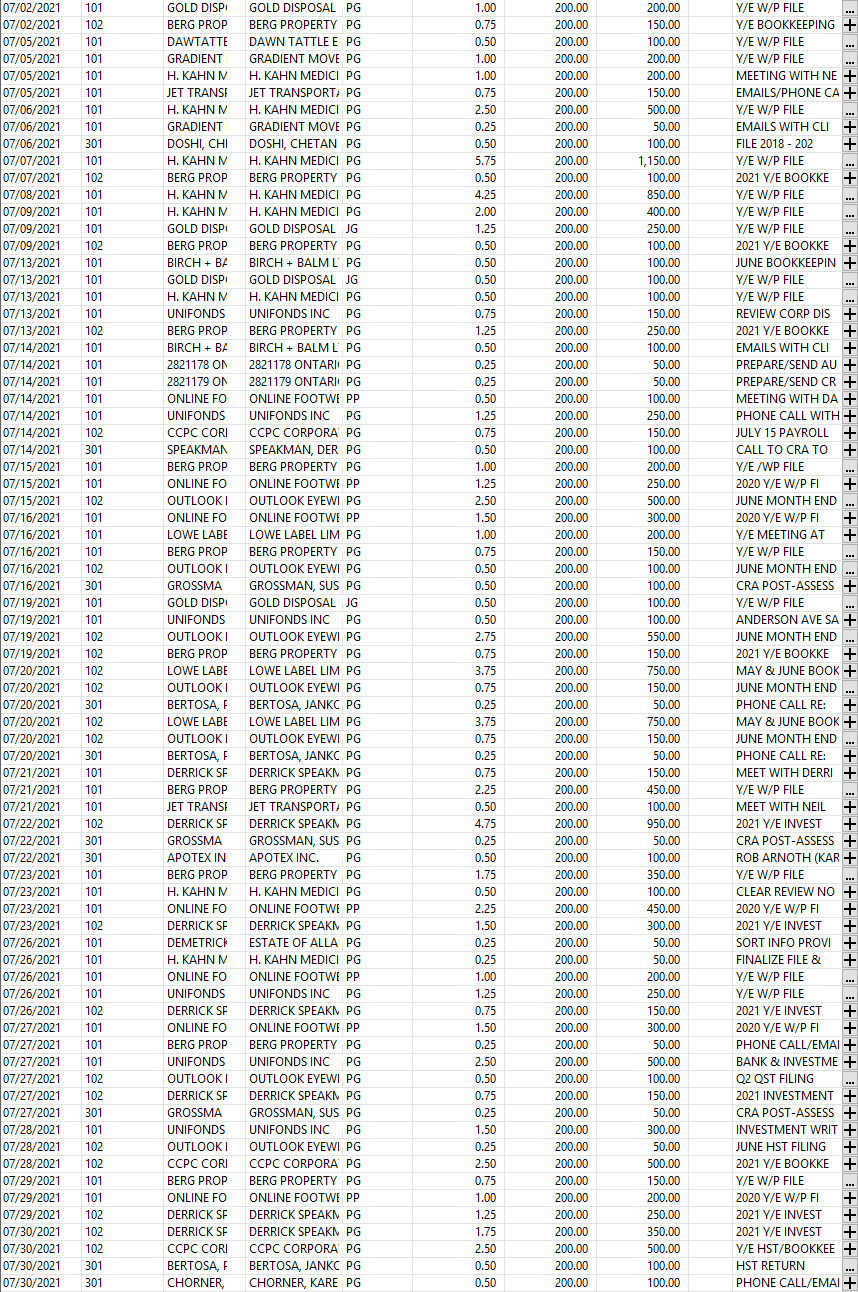 07/02/2021 101 GOLD DISP( GOLD DISPOSAL PG 1.00 200.00 200.00 Y/E W/P FILE ...
07/02/2021 102 BERG PROP BERG PROPERTY PG 0.75 200.00 150.00 Y/E BOOKKEEPING +
07/05/2021 101 DAWTATTE DAWN TATTLE E PG 0.50 200.00 100.00 Y/E W/P FILE ...
07/05/2021 101 GRADIENT GRADIENT MOVE PG 1.00 200.00 200.00 Y/E W/P FILE ...
07/05/2021 101 H. KAHN M H. KAHN MEDICI PG 1.00 200.00 200.00 MEETING WITH NE +
07/05/2021 101 JET TRANSF JET TRANSPORTA PG 0.75 200.00 150.00 EMAILS/PHONE CA +
07/06/2021 101 H. KAHN M H. KAHN MEDICI PG 2.50 200.00 500.00 Y/E W/P FILE ...
07/06/2021 101 GRADIENT GRADIENT MOVE PG 0.25 200.00 50.00 EMAILS WITH CLI +
07/06/2021 301 DOSHI, CHI DOSHI, CHETAN PG 0.50 200.00 100.00 FILE 2018 - 202 +
07/07/2021 101 H. KAHN M H. KAHN MEDICI PG 5.75 200.00 1,150.00 Y/E W/P FILE ...
07/07/2021 102 BERG PROP BERG PROPERTY PG 0.50 200.00 100.00 2021 Y/E BOOKKE +
07/08/2021 101 H. KAHN M H. KAHN MEDICI PG 4.25 200.00 850.00 Y/E W/P FILE ...
07/09/2021 101 H. KAHN M H. KAHN MEDICI PG 2.00 200.00 400.00 Y/E W/P FILE ...
07/09/2021 101 GOLD DISP( GOLD DISPOSAL JG 1.25 200.00 250.00 Y/E W/P FILE ...
07/09/2021 102 BERG PROP BERG PROPERTY PG 0.50 200.00 100.00 2021 Y/E BOOKKE +
07/13/2021 101 BIRCH + BA BIRCH + BALM L PG 0.50 200.00 100.00 JUNE BOOKKEEPIN +
07/13/2021 101 GOLD DISP( GOLD DISPOSAL JG 0.50 200.00 100.00 Y/E W/P FILE ...
07/13/2021 101 H. KAHN M H. KAHN MEDICI PG 0.50 200.00 100.00 Y/E W/P FILE ...
07/13/2021 101 UNIFONDS UNIFONDS INC PG 0.75 200.00 150.00 REVIEW CORP DIS +
07/13/2021 102 BERG PROP BERG PROPERTY PG 1.25 200.00 250.00 2021 Y/E BOOKKE +
07/14/2021 101 BIRCH + BA BIRCH + BALM L PG 0.50 200.00 100.00 EMAILS WITH CLI +
07/14/2021 101 2821178 ON 2821178 ONTARI PG 0.25 200.00 50.00 PREPARE/SEND AU +
07/14/2021 101 2821179 ON 2821179 ONTARI PG 0.25 200.00 50.00 PREPARE/SEND CR +
07/14/2021 101 ONLINE FO ONLINE FOOTWE PP 0.50 200.00 100.00 MEETING WITH DA +
07/14/2021 101 UNIFONDS UNIFONDS INC PG 1.25 200.00 250.00 PHONE CALL WITH +
07/14/2021 102 CCPC CORI CCPC CORPORA PG 0.75 200.00 150.00 JULY 15 PAYROLL +
07/14/2021 301 SPEAKMAN SPEAKMAN, DER PG 0.50 200.00 100.00 CALL TO CRA TO +
07/15/2021 101 BERG PROP BERG PROPERTY PG 1.00 200.00 200.00 Y/E /WP FILE ...
07/15/2021 101 ONLINE FO ONLINE FOOTWE PP 1.25 200.00 250.00 2020 Y/E W/P FI +
07/15/2021 102 OUTLOOK I OUTLOOK EYEWI PG 2.50 200.00 500.00 JUNE MONTH END ...
07/16/2021 101 ONLINE FO ONLINE FOOTWE PP 1.50 200.00 300.00 2020 Y/E W/P FI +
07/16/2021 101 LOWE LABE LOWE LABEL LIM PG 1.00 200.00 200.00 Y/E MEETING AT +
07/16/2021 101 BERG PROP BERG PROPERTY PG 0.75 200.00 150.00 Y/E W/P FILE ...
07/16/2021 102 OUTLOOK I OUTLOOK EYEWI PG 0.50 200.00 100.00 JUNE MONTH END ...
07/16/2021 301 GROSSMA GROSSMAN, SUS PG 0.50 200.00 100.00 CRA POST-ASSESS +
07/19/2021 101 GOLD DISP( GOLD DISPOSAL JG 0.50 200.00 100.00 Y/E W/P FILE ...
07/19/2021 101 UNIFONDS UNIFONDS INC PG 0.50 200.00 100.00 ANDERSON AVE SA +
07/19/2021 102 OUTLOOK I OUTLOOK EYEWI PG 2.75 200.00 550.00 JUNE MONTH END ...
07/19/2021 102 BERG PROP BERG PROPERTY PG 0.75 200.00 150.00 2021 Y/E BOOKKE +
07/20/2021 102 LOWE LABE LOWE LABEL LIM PG 3.75 200.00 750.00 MAY & JUNE BOOK +
07/20/2021 102 OUTLOOK I OUTLOOK EYEWI PG 0.75 200.00 150.00 JUNE MONTH END ...
07/20/2021 301 BERTOSA, F BERTOSA, JANKC PG 0.25 200.00 50.00 PHONE CALL RE: +
07/20/2021 102 LOWE LABE LOWE LABEL LIM PG 3.75 200.00 750.00 MAY & JUNE BOOK +
07/20/2021 102 OUTLOOK I OUTLOOK EYEWI PG 0.75 200.00 150.00 JUNE MONTH END ...
07/20/2021 301 BERTOSA, F BERTOSA, JANKC PG 0.25 200.00 50.00 PHONE CALL RE: +
07/21/2021 101 DERRICK SF DERRICK SPEAKM PG 0.75 200.00 150.00 MEET WITH DERRI +
07/21/2021 101 BERG PROP BERG PROPERTY PG 2.25 200.00 450.00 Y/E W/P FILE ...
07/21/2021 101 JET TRANSF JET TRANSPORTA PG 0.50 200.00 100.00 MEET WITH NEIL +
07/22/2021 102 DERRICK SF DERRICK SPEAKM PG 4.75 200.00 950.00 2021 Y/E INVEST +
07/22/2021 301 GROSSMA GROSSMAN, SUS PG 0.25 200.00 50.00 CRA POST-ASSESS +
07/22/2021 301 APOTEX IN APOTEX INC. PG 0.50 200.00 100.00 ROB ARNOTH (KAR +
07/23/2021 101 BERG PROP BERG PROPERTY PG 1.75 200.00 350.00 Y/E W/P FILE ...
07/23/2021 101 H. KAHN M H. KAHN MEDICI PG 0.50 200.00 100.00 CLEAR REVIEW NO +
07/23/2021 101 ONLINE FO ONLINE FOOTWE PP 2.25 200.00 450.00 2020 Y/E W/P FI +
07/23/2021 102 DERRICK SF DERRICK SPEAKM PG 1.50 200.00 300.00 2021 Y/E INVEST +
07/26/2021 101 DEMETRICK ESTATE OF ALLA PG 0.25 200.00 50.00 SORT INFO PROVI +
07/26/2021 101 H. KAHN M H. KAHN MEDICI PG 0.25 200.00 50.00 FINALIZE FILE & +
07/26/2021 101 ONLINE FO ONLINE FOOTWE PP 1.00 200.00 200.00 Y/E W/P FILE ...
07/26/2021 101 UNIFONDS UNIFONDS INC PG 1.25 200.00 250.00 Y/E W/P FILE ...
07/26/2021 102 DERRICK SF DERRICK SPEAKM PG 0.75 200.00 150.00 2021 Y/E INVEST +
07/27/2021 101 ONLINE FO ONLINE FOOTWE PP 1.50 200.00 300.00 2020 Y/E W/P FI +
07/27/2021 101 BERG PROP BERG PROPERTY PG 0.25 200.00 50.00 PHONE CALL/EMAI +
07/27/2021 101 UNIFONDS UNIFONDS INC PG 2.50 200.00 500.00 BANK & INVESTME +
07/27/2021 102 OUTLOOK I OUTLOOK EYEWI PG 0.50 200.00 100.00 Q2 QST FILING ...
07/27/2021 102 DERRICK SF DERRICK SPEAKM PG 0.75 200.00 150.00 2021 INVESTMENT +
07/27/2021 301 GROSSMA GROSSMAN, SUS PG 0.25 200.00 50.00 CRA POST-ASSESS +
07/28/2021 101 UNIFONDS UNIFONDS INC PG 1.50 200.00 300.00 INVESTMENT WRIT +
07/28/2021 102 OUTLOOK I OUTLOOK EYEWI PG 0.25 200.00 50.00 JUNE HST FILING +
07/28/2021 102 CCPC CORI CCPC CORPORA PG 2.50 200.00 500.00 2021 Y/E BOOKKE +
07/29/2021 101 BERG PROP BERG PROPERTY PG 0.75 200.00 150.00 Y/E W/P FILE ...
07/29/2021 101 ONLINE FO ONLINE FOOTWE PP 1.00 200.00 200.00 2020 Y/E W/P FI +
07/29/2021 102 DERRICK SF DERRICK SPEAKM PG 1.25 200.00 250.00 2021 Y/E INVEST +
07/30/2021 102 DERRICK SF DERRICK SPEAKM PG 1.75 200.00 350.00 2021 Y/E INVEST +
07/30/2021 102 CCPC CORI CCPC CORPORA PG 2.50 200.00 500.00 Y/E HST/BOOKKEE +
07/30/2021 301 BERTOSA, F BERTOSA, JANKC PG 0.50 200.00 100.00 HST RETURN ...
07/30/2021 301 CHORNER, CHORNER, KARE PG 0.50 200.00 100.00 PHONE CALL/EMAI +